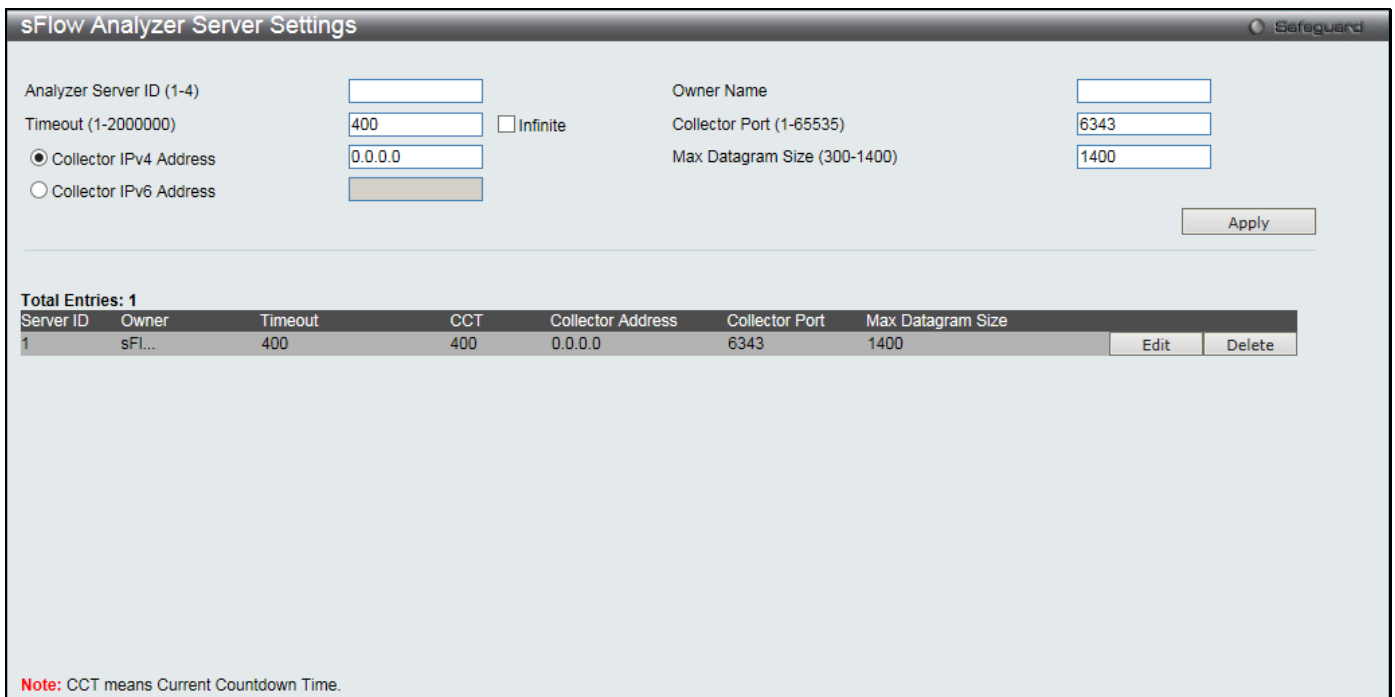 sFlow Analyzer Server Settings
Safeguard
Analyzer Server ID (1-4)
Owner Name
Timeout (1-2000000) 400 Infinite
Collector Port (1-65535) 6343
Collector IPv4 Address 0.0.0.0
Max Datagram Size (300-1400) 1400
Collector IPv6 Address
Apply
Total Entries: 1
Server ID Owner Timeout CCT Collector Address Collector Port Max Datagram Size
1 sFl... 400 400 0.0.0.0 6343 1400 Edit Delete
Note: CCT means Current Countdown Time.